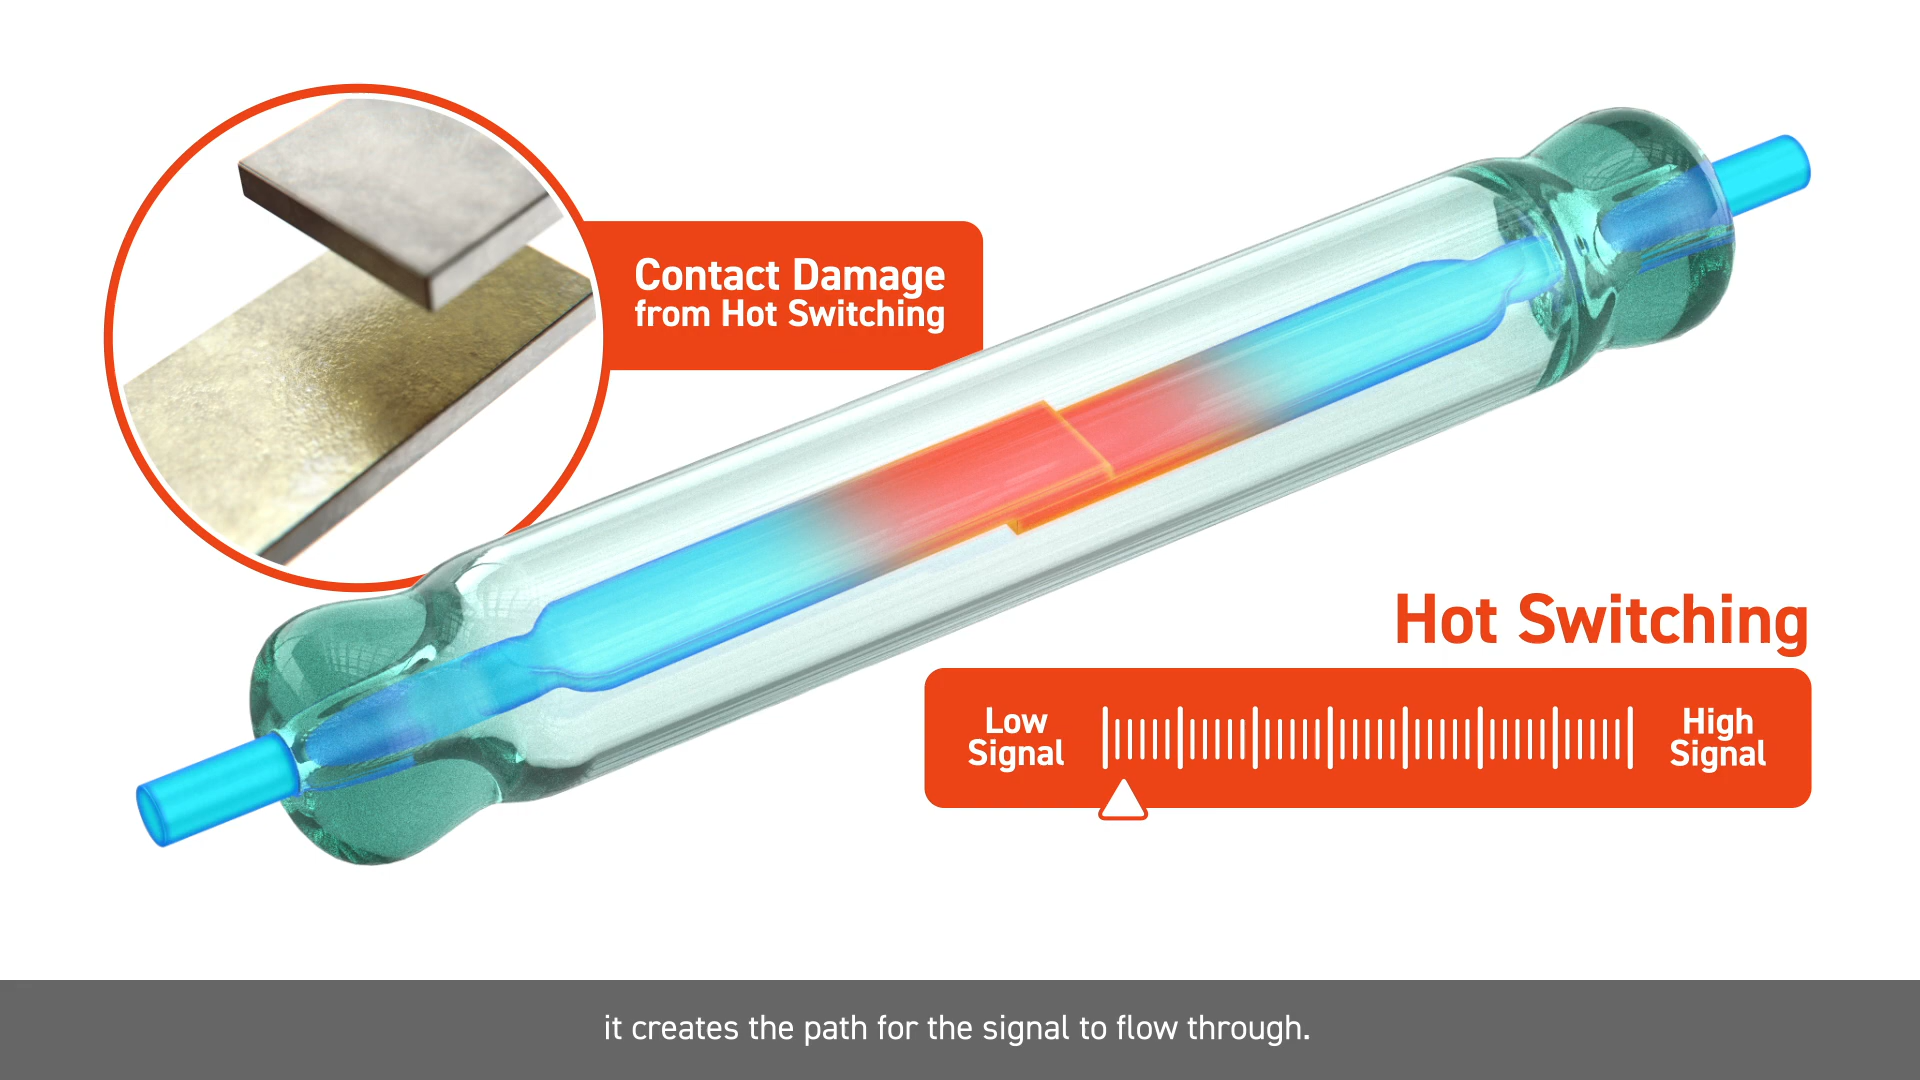 Contact Damage
from Hot Switching
Hot Switching
Low
Signal
High
Signal
it creates the path for the signal to flow through.